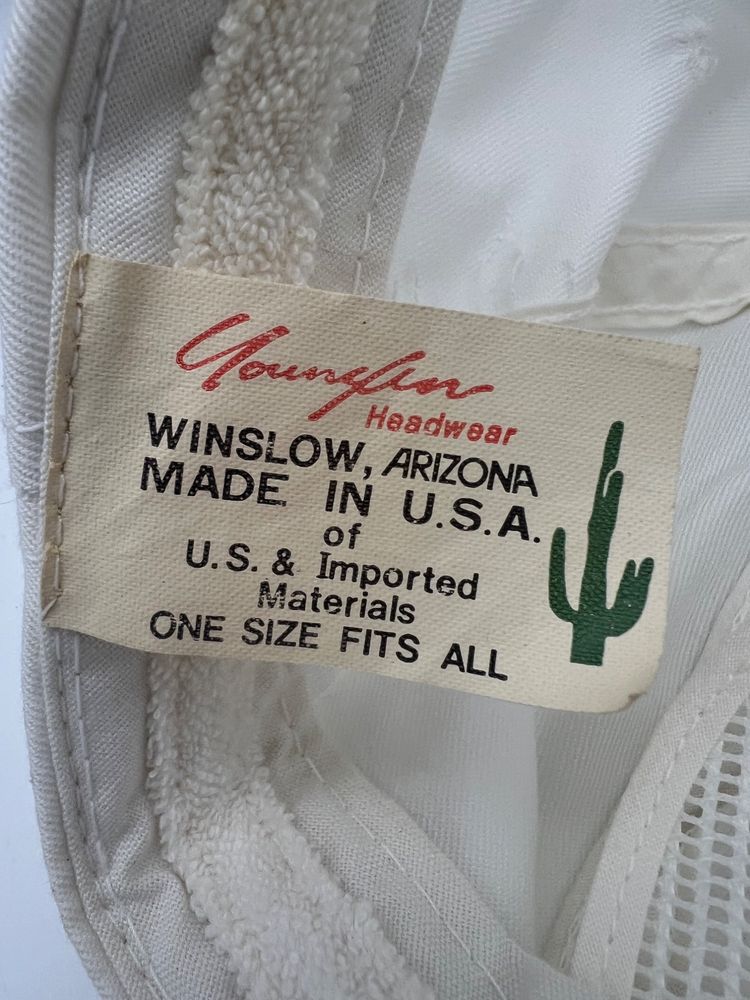 Youngan
Headwear
WINSLOW, ARIZONA
MADE IN U.S.A.
of
U.S. & Imported
Materials
ONE SIZE FITS ALL